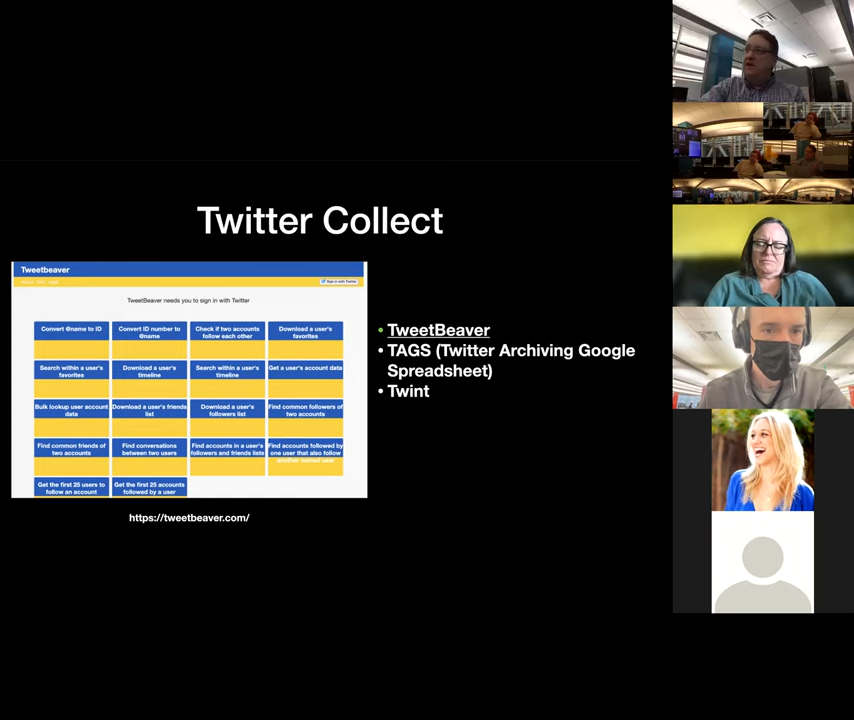 Twitter Collect
Tweetbeaver
Sign in with Twitter
TweetBeaver needs you to sign in with Twitter
Convert @name to ID
Convert ID number to @name
Check if two accounts follow each other
Download a user's favorites
Search within a user's favorites
Download a user's timeline
Search within a user's timeline
Get a user's account data
Bulk lookup user account data
Download a user's friends list
Download a user's followers list
Find common followers of two accounts
Find common friends of two accounts
Find conversations between two users
Find accounts in a user's followers and friends lists
Find accounts followed by one user that also follow another named user
Get the first 25 users to follow an account
Get the first 25 accounts followed by a user
https://tweetbeaver.com/
• TweetBeaver
• TAGS (Twitter Archiving Google
Spreadsheet)
• Twint